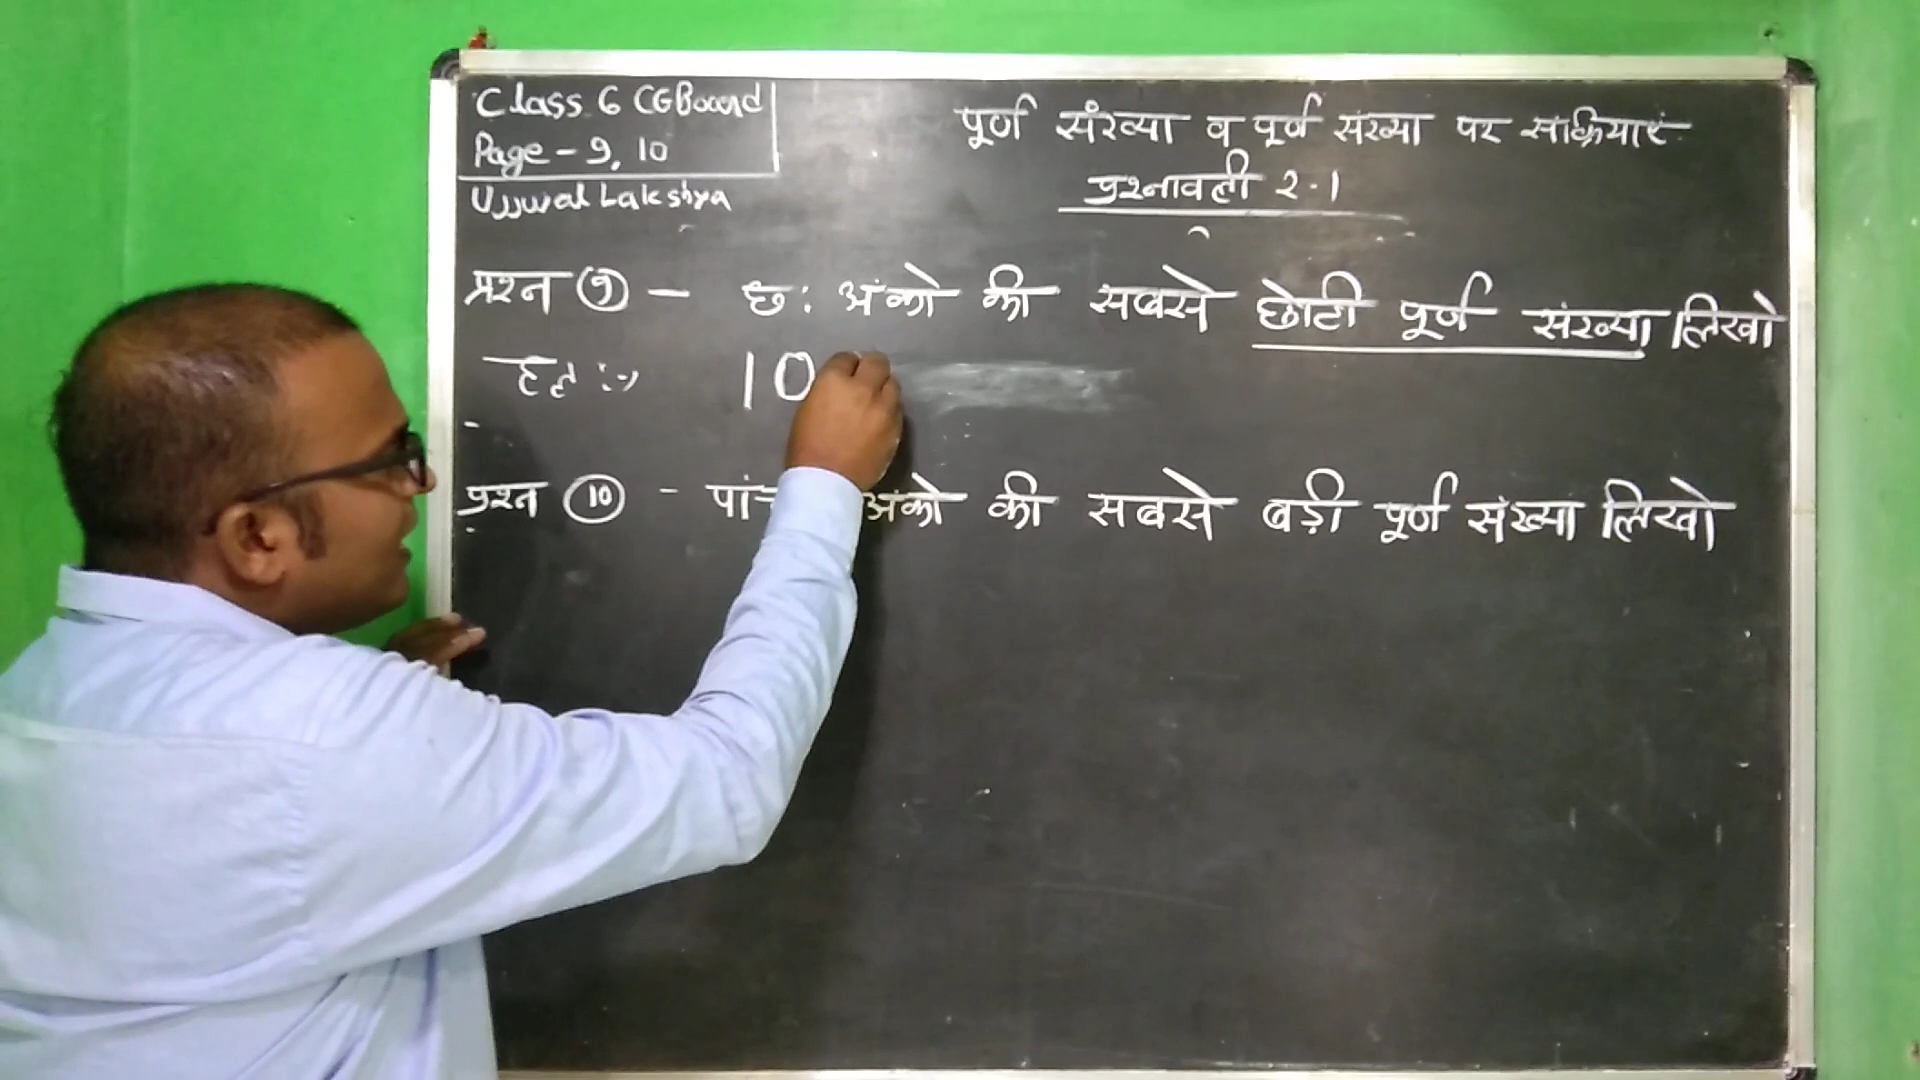 Class 6 CG Board
Page - 9, 10
Ujjwal Lakshya
पूर्ण संख्या व पूर्ण संख्या पर संक्रियाएं
प्रश्नावली 2.1
प्रश्न 9 - छ: अंको की सबसे छोटी पूर्ण संख्या लिखो
हल :- 10
प्रश्न 10 - पांच अंको की सबसे बड़ी पूर्ण संख्या लिखो